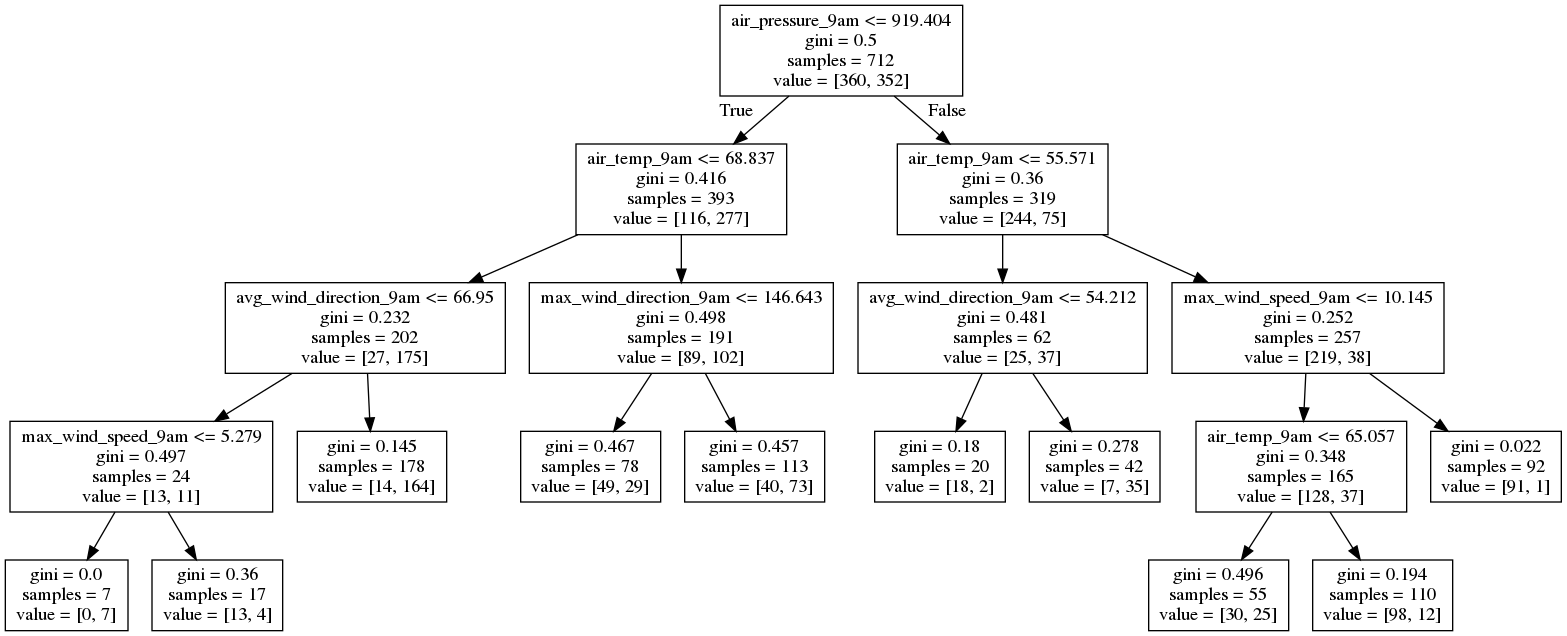 air_pressure_9am <= 919.404
gini = 0.5
samples = 712
value = [360, 352]
True
False
air_temp_9am <= 68.837
gini = 0.416
samples = 393
value = [116, 277]
air_temp_9am <= 55.571
gini = 0.36
samples = 319
value = [244, 75]
avg_wind_direction_9am <= 66.95
gini = 0.232
samples = 202
value = [27, 175]
max_wind_direction_9am <= 146.643
gini = 0.498
samples = 191
value = [89, 102]
avg_wind_direction_9am <= 54.212
gini = 0.481
samples = 62
value = [25, 37]
max_wind_speed_9am <= 10.145
gini = 0.252
samples = 257
value = [219, 38]
max_wind_speed_9am <= 5.279
gini = 0.497
samples = 24
value = [13, 11]
gini = 0.145
samples = 178
value = [14, 164]
gini = 0.467
samples = 78
value = [49, 29]
gini = 0.457
samples = 113
value = [40, 73]
gini = 0.18
samples = 20
value = [18, 2]
gini = 0.278
samples = 42
value = [7, 35]
air_temp_9am <= 65.057
gini = 0.348
samples = 165
value = [128, 37]
gini = 0.022
samples = 92
value = [91, 1]
gini = 0.0
samples = 7
value = [0, 7]
gini = 0.36
samples = 17
value = [13, 4]
gini = 0.496
samples = 55
value = [30, 25]
gini = 0.194
samples = 110
value = [98, 12]